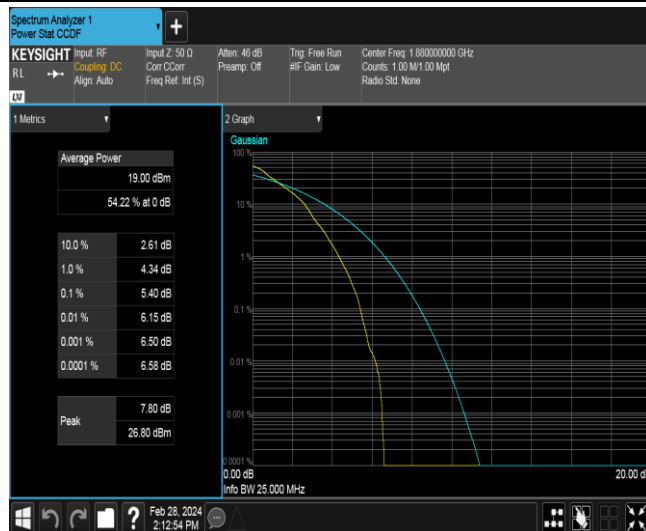 Spectrum Analyzer 1
Power Stat CCDF
+
KEYSIGHT
RL
Input: RF
Coupling: DC
Align: Auto
Input Z: 50 Ω
Corr CCorr
Freq Ref: Int (S)
Atten: 46 dB
Preamp: Off
Trig: Free Run
#IF Gain: Low
Center Freq: 1.880000000 GHz
Counts: 1.00 M/1.00 Mpt
Radio Std: None
1 Metrics
Average Power
19.00 dBm
54.22 % at 0 dB
10.0 % 2.61 dB
1.0 % 4.34 dB
0.1 % 5.40 dB
0.01 % 6.15 dB
0.001 % 6.50 dB
0.0001 % 6.58 dB
Peak
7.80 dB
26.80 dBm
2 Graph
Gaussian
100 %
10 %
1 %
0.1 %
0.01 %
0.001 %
0.0001 %
0.00 dB
20.00 d
Info BW 25.000 MHz
?
Feb 28, 2024
2:12:54 PM